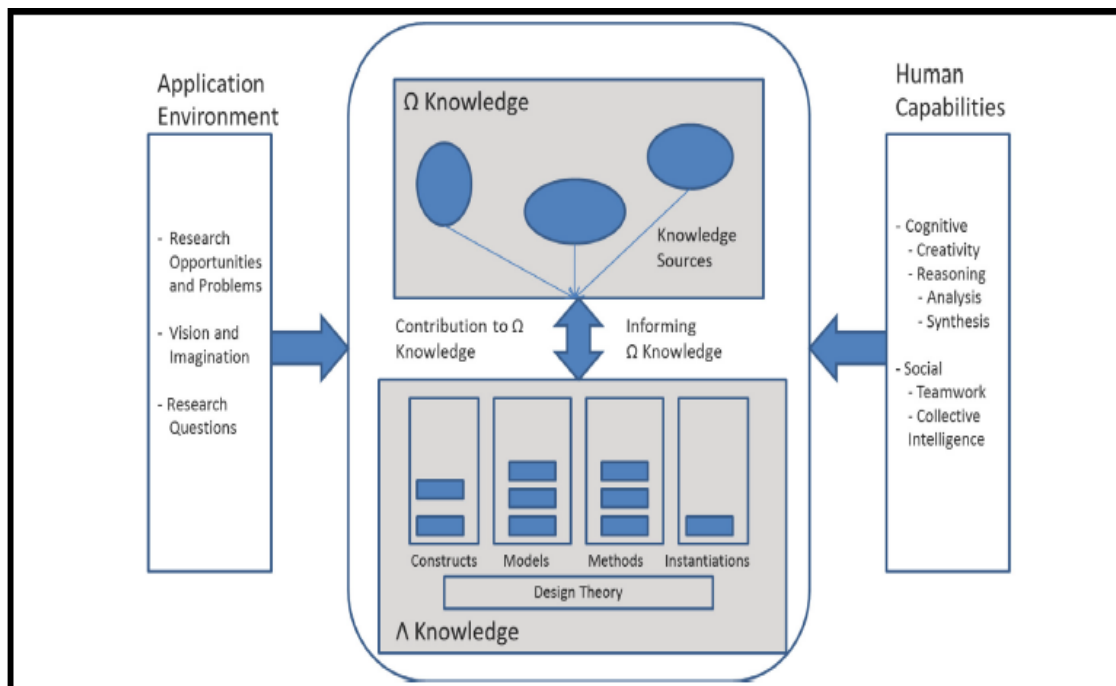 Application
Environment
- Research
Opportunities
and Problems
- Vision and
Imagination
- Research
Questions
Ω Knowledge
Knowledge
Sources
Contribution to Ω
Knowledge
Informing
Ω Knowledge
Constructs
Models
Methods
Instantiations
Design Theory
Λ Knowledge
Human
Capabilities
- Cognitive
- Creativity
- Reasoning
- Analysis
- Synthesis
- Social
- Teamwork
- Collective
Intelligence